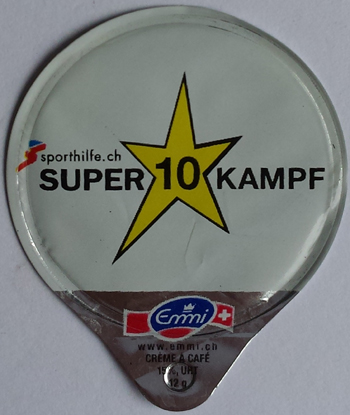 sporthilfe.ch
SUPER 10 KAMPF
Emmi
www.emmi.ch
CRÈME À CAFÉ
15%, UHT
12 g